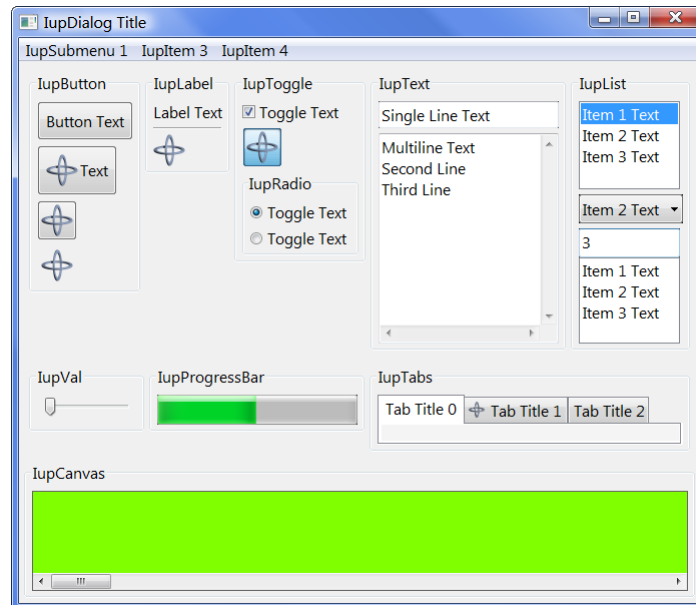 IupDialog Title
IupSubmenu 1 IupItem 3 IupItem 4
IupButton
Button Text
Text
IupLabel
Label Text
IupToggle
Toggle Text
IupRadio
Toggle Text
Toggle Text
IupText
Single Line Text
Multiline Text
Second Line
Third Line
IupList
Item 1 Text
Item 2 Text
Item 3 Text
Item 2 Text
3
Item 1 Text
Item 2 Text
Item 3 Text
IupVal
IupProgressBar
IupTabs
Tab Title 0 Tab Title 1 Tab Title 2
IupCanvas